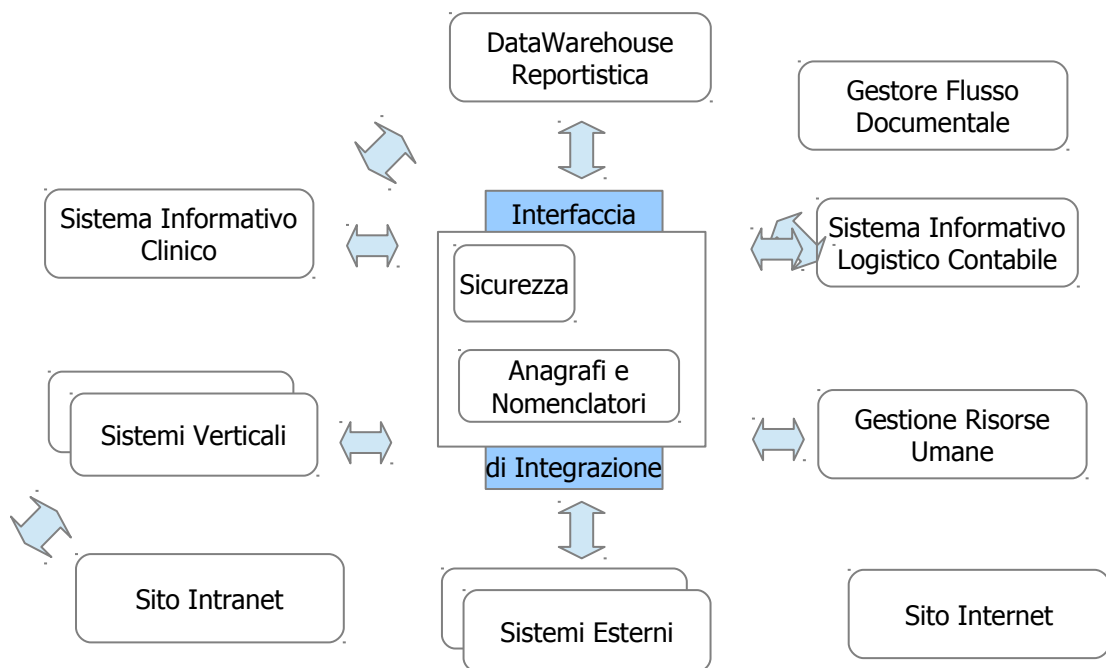 DataWarehouse
Reportistica
Gestore Flusso
Documentale
Sistema Informativo
Clinico
Interfaccia
Sistema Informativo
Logistico Contabile
Sicurezza
Anagrafi e
Nomenclatori
Sistemi Verticali
Gestione Risorse
Umane
di Integrazione
Sito Intranet
Sistemi Esterni
Sito Internet